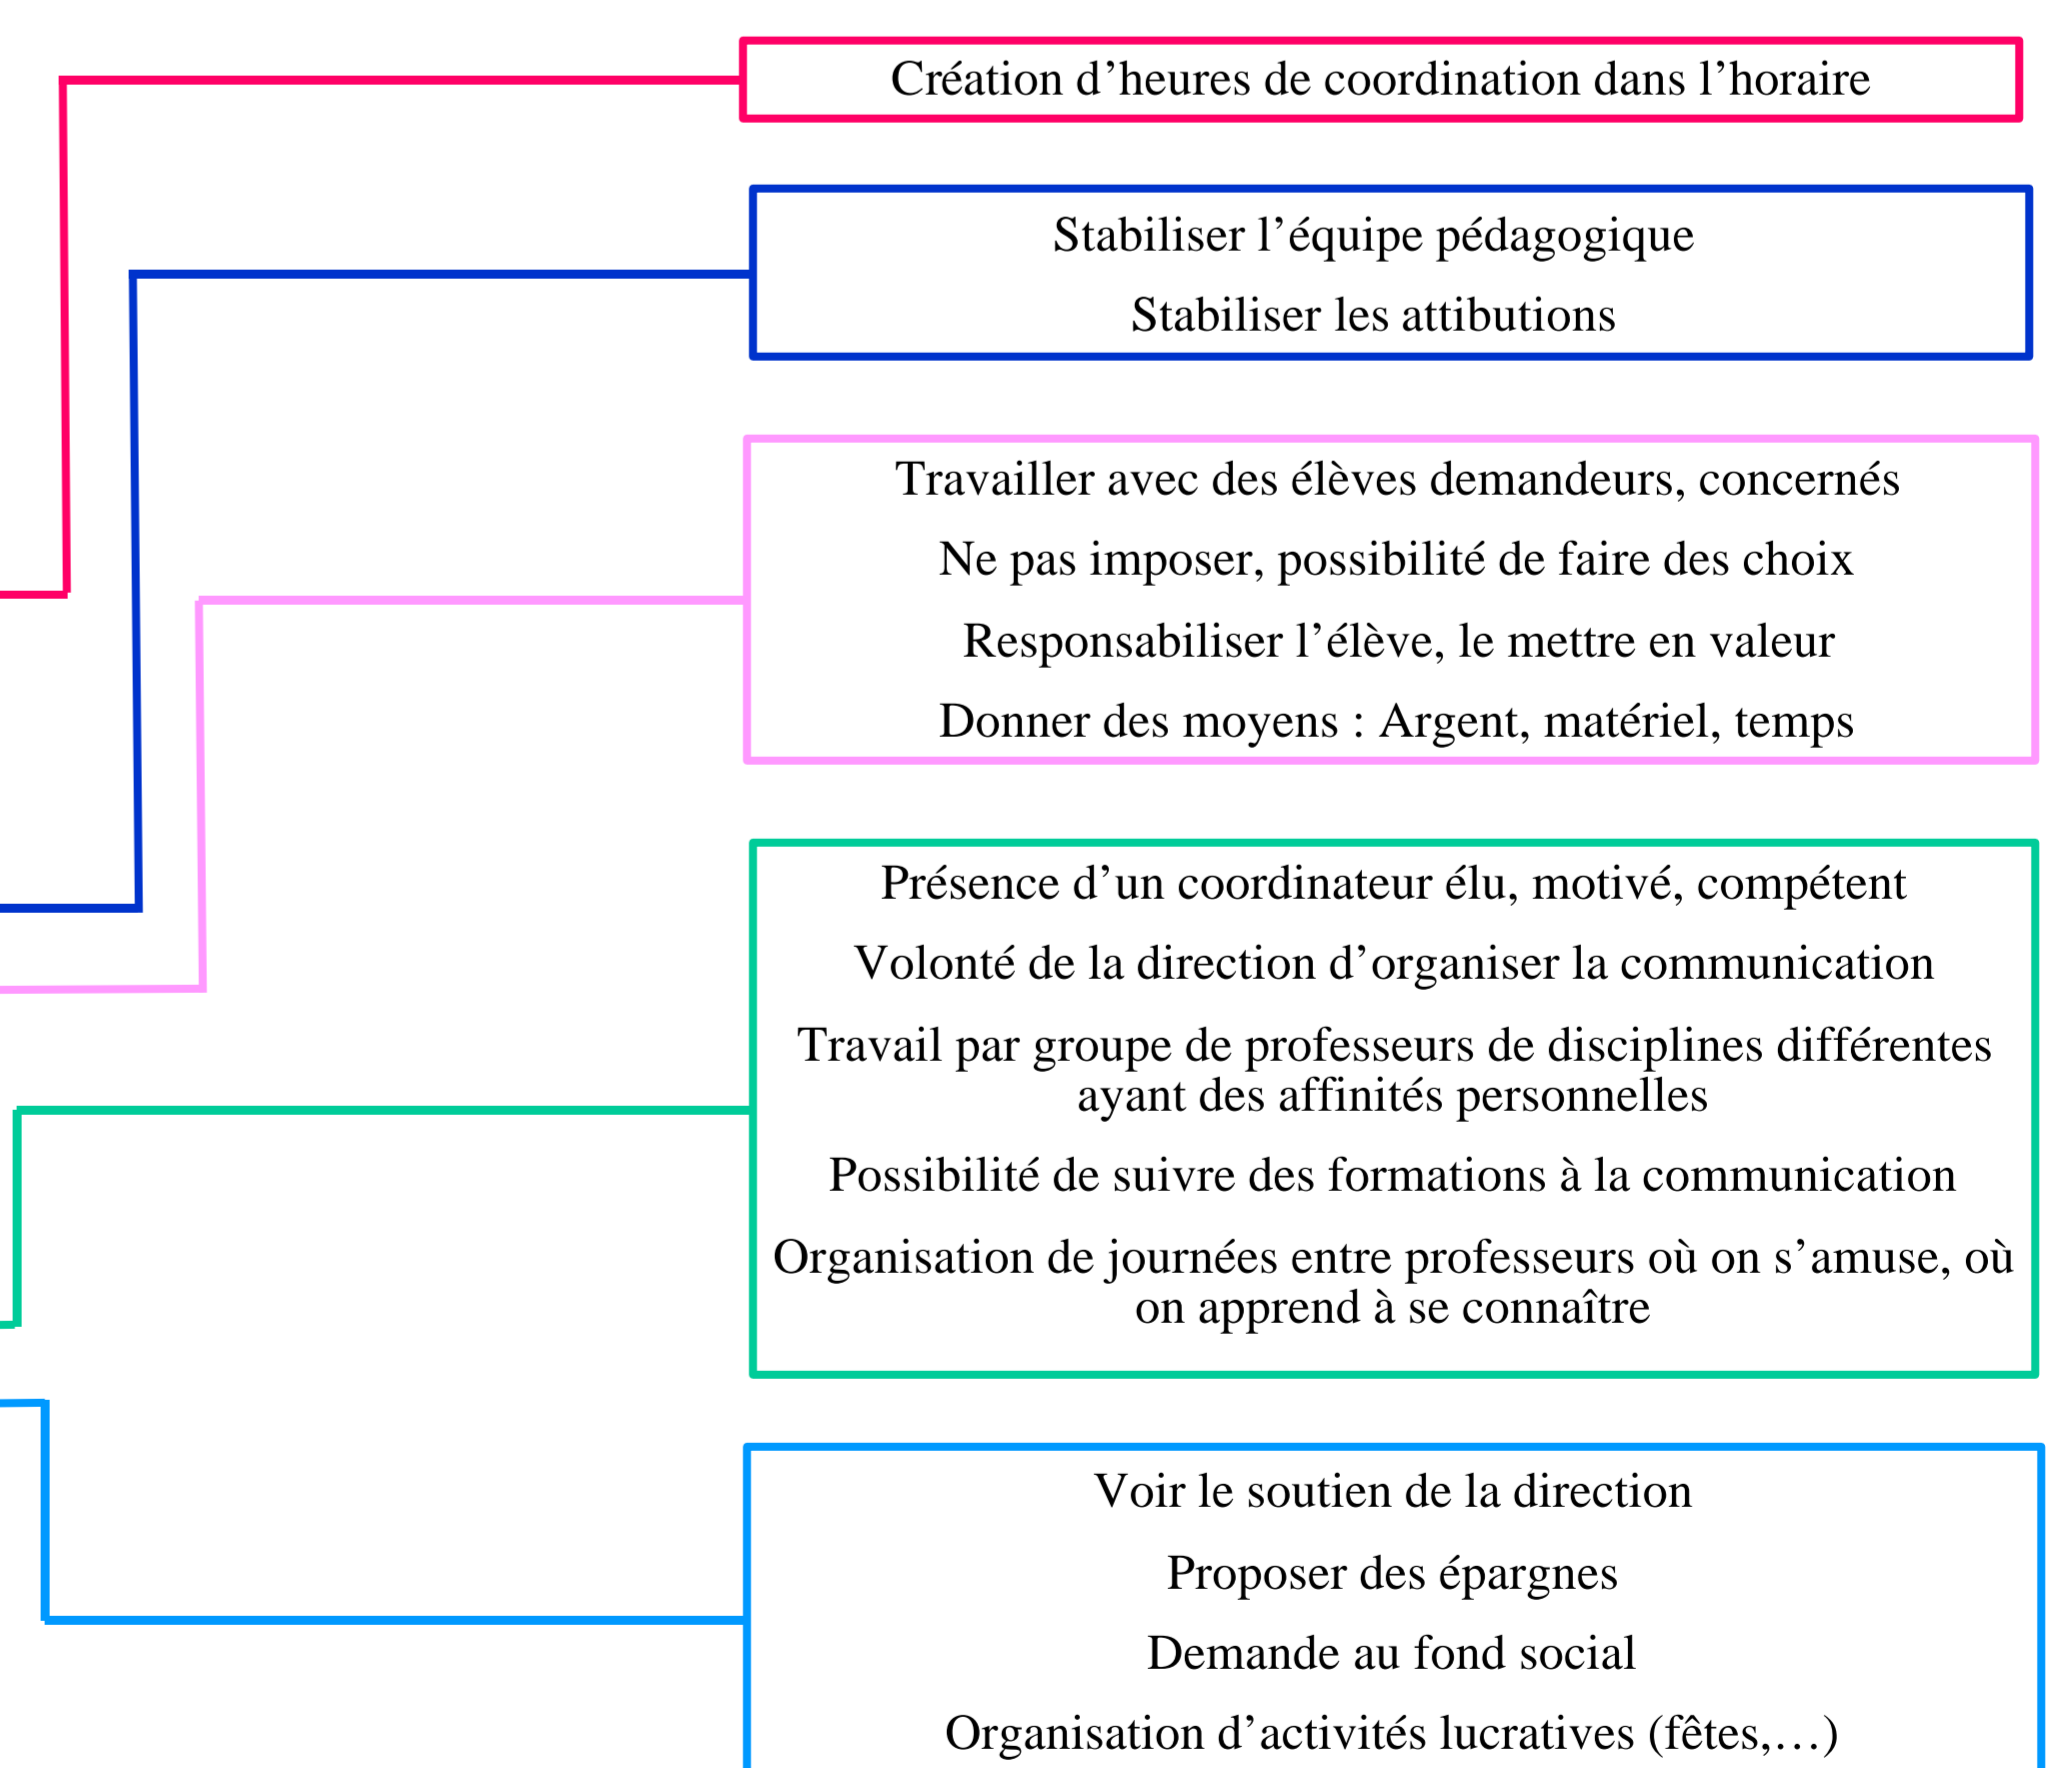 Création d’heures de coordination dans l’horaire
Stabiliser l’équipe pédagogique
Stabiliser les attibutions
Travailler avec des élèves demandeurs, concernés
Ne pas imposer, possibilité de faire des choix
Responsabiliser l’élève, le mettre en valeur
Donner des moyens : Argent, matériel, temps
Présence d’un coordinateur élu, motivé, compétent
Volonté de la direction d’organiser la communication
Travail par groupe de professeurs de disciplines différentes
ayant des affinités personnelles
Possibilité de suivre des formations à la communication
Organisation de journées entre professeurs où on s’amuse, où
on apprend à se connaître
Voir le soutien de la direction
Proposer des épargnes
Demande au fond social
Organisation d’activités lucratives (fêtes,…)